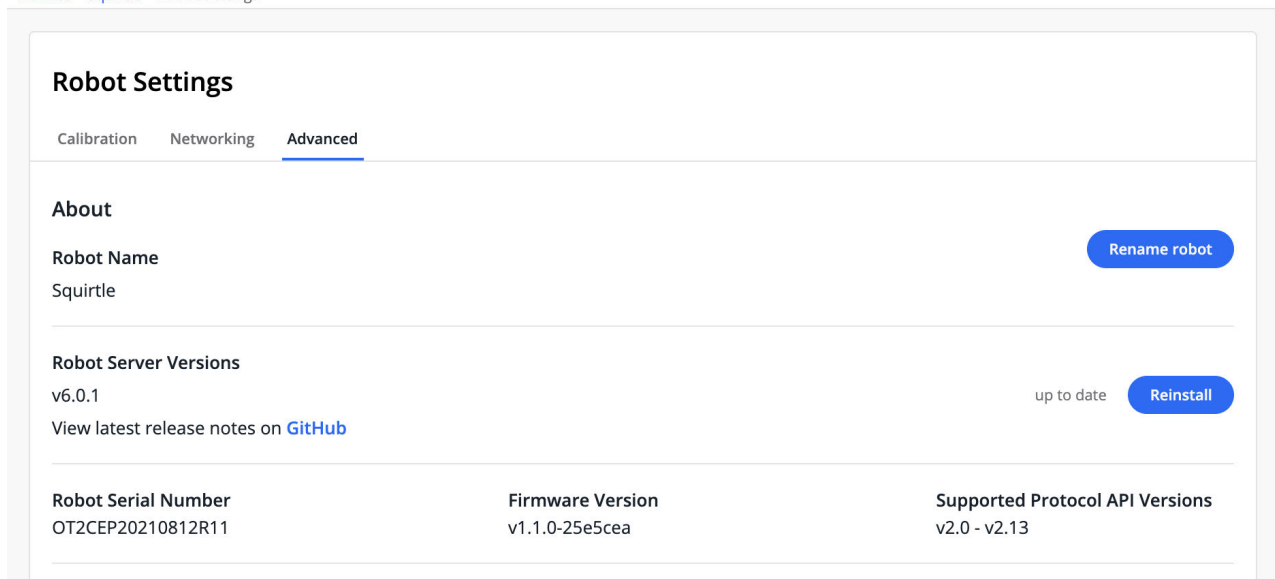 Robot Settings
Calibration Networking Advanced
About
Robot Name
Rename robot
Squirtle
Robot Server Versions
v6.0.1
up to date Reinstall
View latest release notes on GitHub
Robot Serial Number Firmware Version Supported Protocol API Versions
OT2CEP20210812R11 v1.1.0-25e5cea v2.0 - v2.13